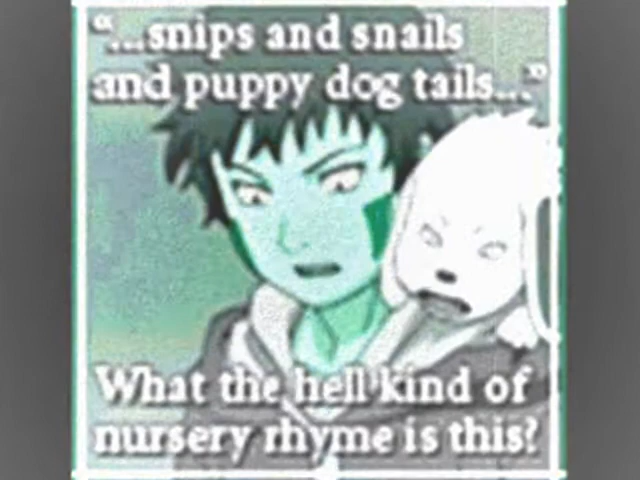 "...snips and snails
and puppy dog tails..."
What the hell kind of
nursery rhyme is this?